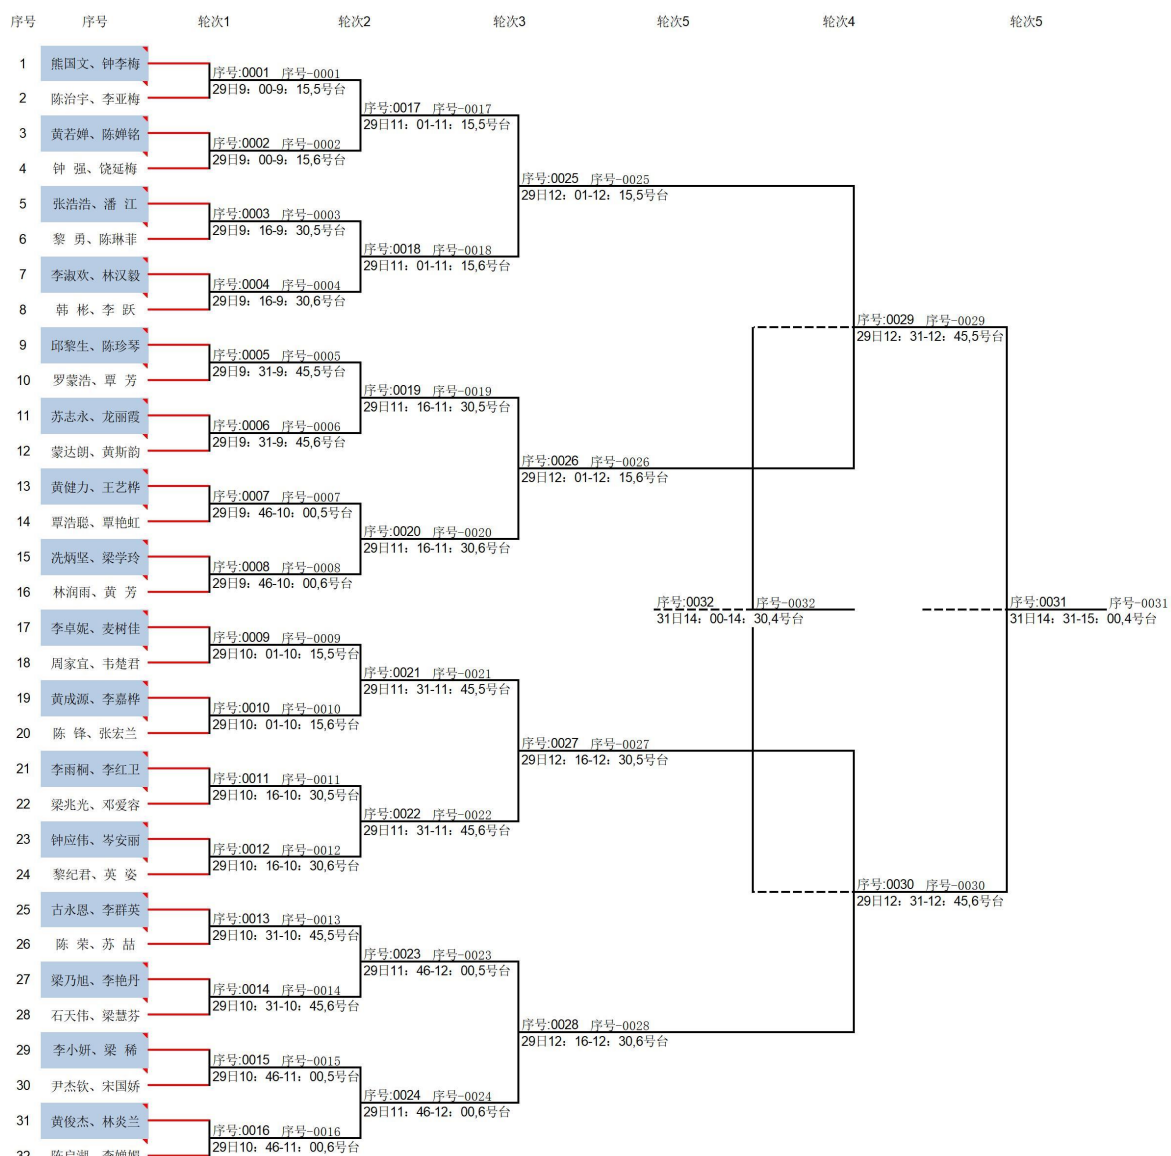 序号 序号 轮次1 轮次2 轮次3 轮次5 轮次4 轮次5
1 熊国文、钟李梅
序号:0001 序号-0001
29日9：00-9：15,5号台
2 陈治宇、李亚梅
序号:0017 序号-0017
29日11：01-11：15,5号台
3 黄若婵、陈婵铭
序号:0002 序号-0002
29日9：00-9：15,6号台
4 钟 强、饶延梅
序号:0025 序号-0025
29日12：01-12：15,5号台
5 张浩浩、潘 江
序号:0003 序号-0003
29日9：16-9：30,5号台
6 黎 勇、陈琳菲
序号:0018 序号-0018
29日11：01-11：15,6号台
7 李淑欢、林汉毅
序号:0004 序号-0004
29日9：16-9：30,6号台
8 韩 彬、李 跃
序号:0029 序号-0029
29日12：31-12：45,5号台
9 邱黎生、陈珍琴
序号:0005 序号-0005
29日9：31-9：45,5号台
10 罗蒙浩、覃 芳
序号:0019 序号-0019
29日11：16-11：30,5号台
11 苏志永、龙丽霞
序号:0006 序号-0006
29日9：31-9：45,6号台
12 蒙达朗、黄斯韵
序号:0026 序号-0026
29日12：01-12：15,6号台
13 黄健力、王艺桦
序号:0007 序号-0007
29日9：46-10：00,5号台
14 覃浩聪、覃艳虹
序号:0020 序号-0020
29日11：16-11：30,6号台
15 冼炳坚、梁学玲
序号:0008 序号-0008
29日9：46-10：00,6号台
16 林润雨、黄 芳
序号:0032 序号-0032
31日14：00-14：30,4号台
序号:0031 序号-0031
31日14：31-15：00,4号台
17 李卓妮、麦树佳
序号:0009 序号-0009
29日10：01-10：15,5号台
18 周家宜、韦楚君
序号:0021 序号-0021
29日11：31-11：45,5号台
19 黄成源、李嘉桦
序号:0010 序号-0010
29日10：01-10：15,6号台
20 陈 锋、张宏兰
序号:0027 序号-0027
29日12：16-12：30,5号台
21 李雨桐、李红卫
序号:0011 序号-0011
29日10：16-10：30,5号台
22 梁兆光、邓爱容
序号:0022 序号-0022
29日11：31-11：45,6号台
23 钟应伟、岑安丽
序号:0012 序号-0012
29日10：16-10：30,6号台
24 黎纪君、英 姿
序号:0030 序号-0030
29日12：31-12：45,6号台
25 古永恩、李群英
序号:0013 序号-0013
29日10：31-10：45,5号台
26 陈 荣、苏 喆
序号:0023 序号-0023
29日11：46-12：00,5号台
27 梁乃旭、李艳丹
序号:0014 序号-0014
29日10：31-10：45,6号台
28 石天伟、梁慧芬
序号:0028 序号-0028
29日12：16-12：30,6号台
29 李小妍、梁 稀
序号:0015 序号-0015
29日10：46-11：00,5号台
30 尹杰钦、宋国娇
序号:0024 序号-0024
29日11：46-12：00,6号台
31 黄俊杰、林炎兰
序号:0016 序号-0016
29日10：46-11：00,6号台
32